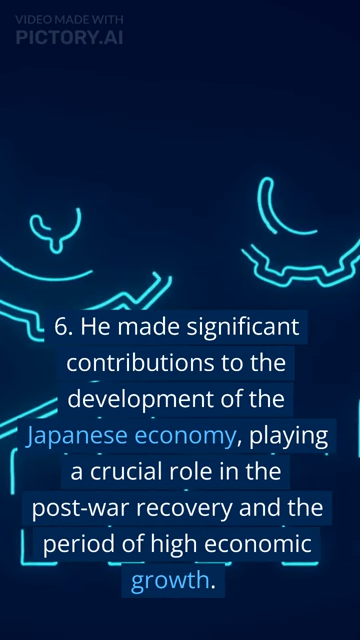 VIDEO MADE WITH
PICTORY.AI
6. He made significant
contributions to the
development of the
Japanese economy, playing
a crucial role in the
post-war recovery and the
period of high economic
growth.